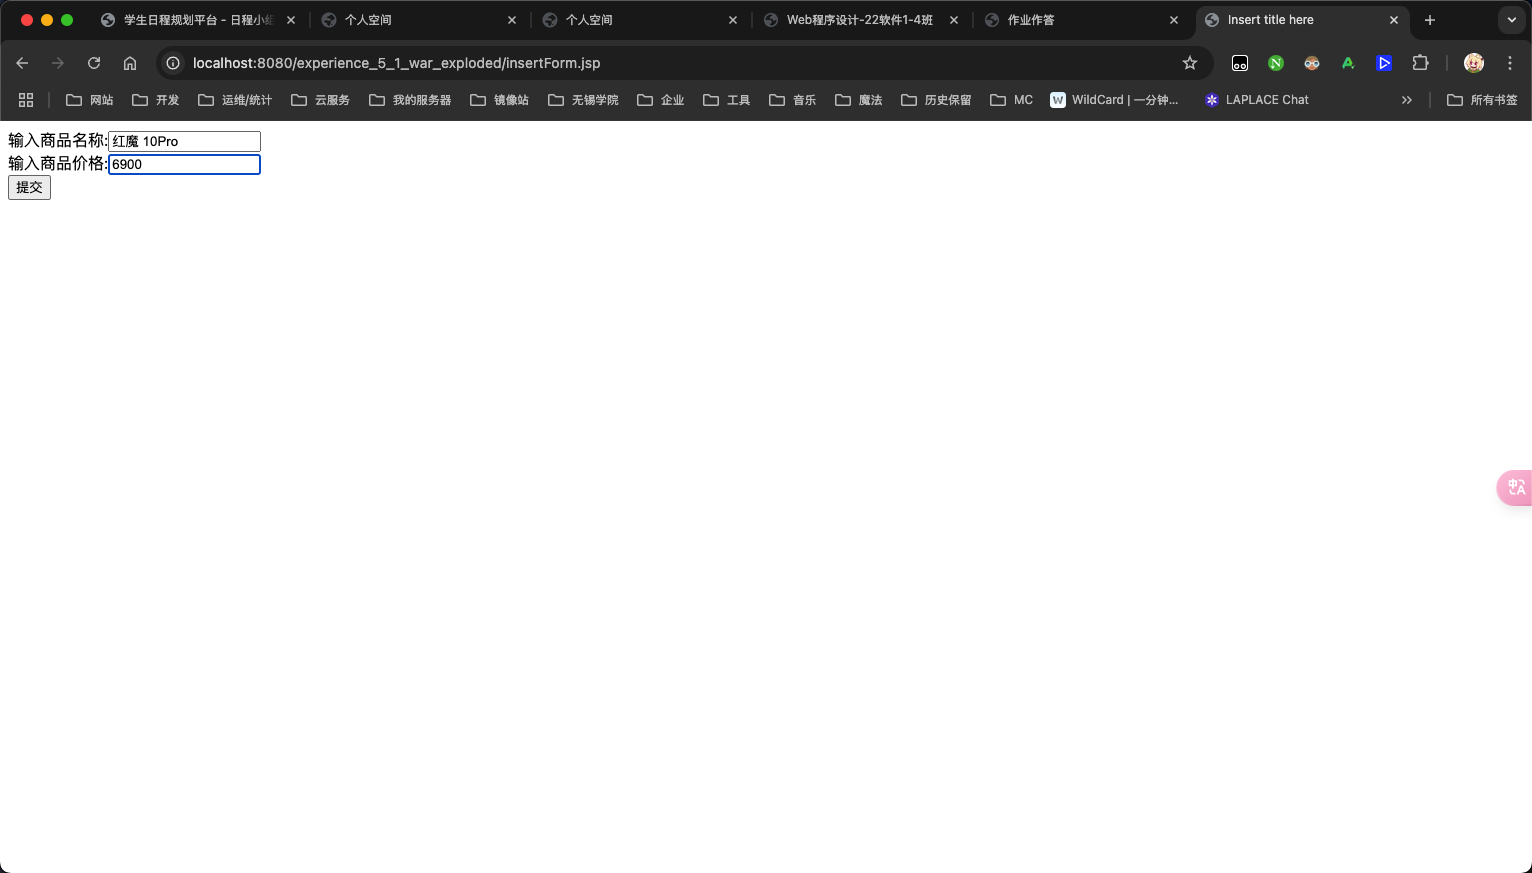 学生日程规划平台 - 日程小组
个人空间
个人空间
Web程序设计-22软件1-4班
作业作答
Insert title here
localhost:8080/experience_5_1_war_exploded/insertForm.jsp
网站
开发
运维/统计
云服务
我的服务器
镜像站
无锡学院
企业
工具
音乐
魔法
历史保留
MC
WildCard | 一分钟...
LAPLACE Chat
所有书签
输入商品名称:红魔 10Pro
输入商品价格:6900
提交